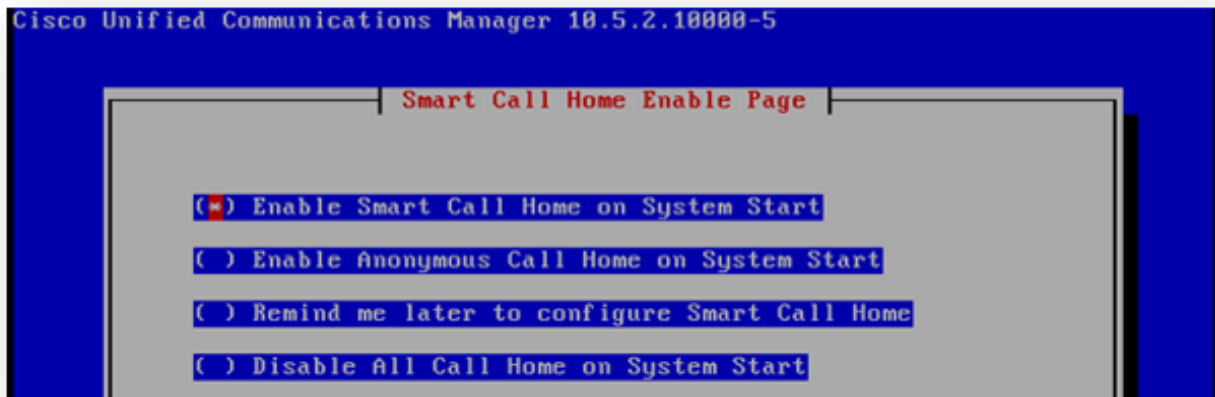 Cisco Unified Communications Manager 10.5.2.10000-5
Smart Call Home Enable Page
(*) Enable Smart Call Home on System Start
( ) Enable Anonymous Call Home on System Start
( ) Remind me later to configure Smart Call Home
( ) Disable All Call Home on System Start